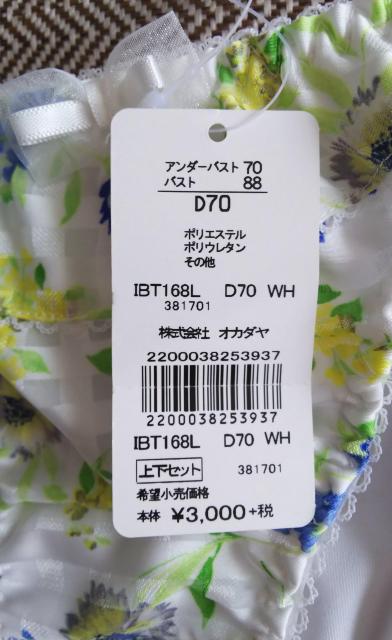 アンダーバスト 70
バスト 88
D70
ポリエステル
ポリウレタン
その他
IBT168L D70 WH
381701
株式会社 オカダヤ
2200038253937
2200038253937
IBT168L D70 WH
上下セット 381701
希望小売価格
本体 ¥3,000+税